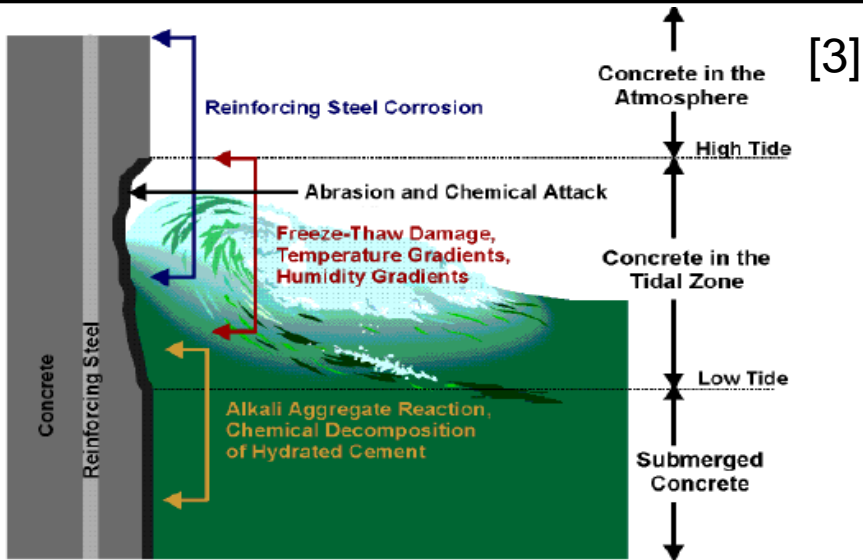 [3]
Concrete in the
Atmosphere
Reinforcing Steel Corrosion
High Tide
Abrasion and Chemical Attack
Freeze-Thaw Damage,
Temperature Gradients,
Humidity Gradients
Concrete in the
Tidal Zone
Concrete
Reinforcing Steel
Low Tide
Alkali Aggregate Reaction,
Chemical Decomposition
of Hydrated Cement
Submerged
Concrete